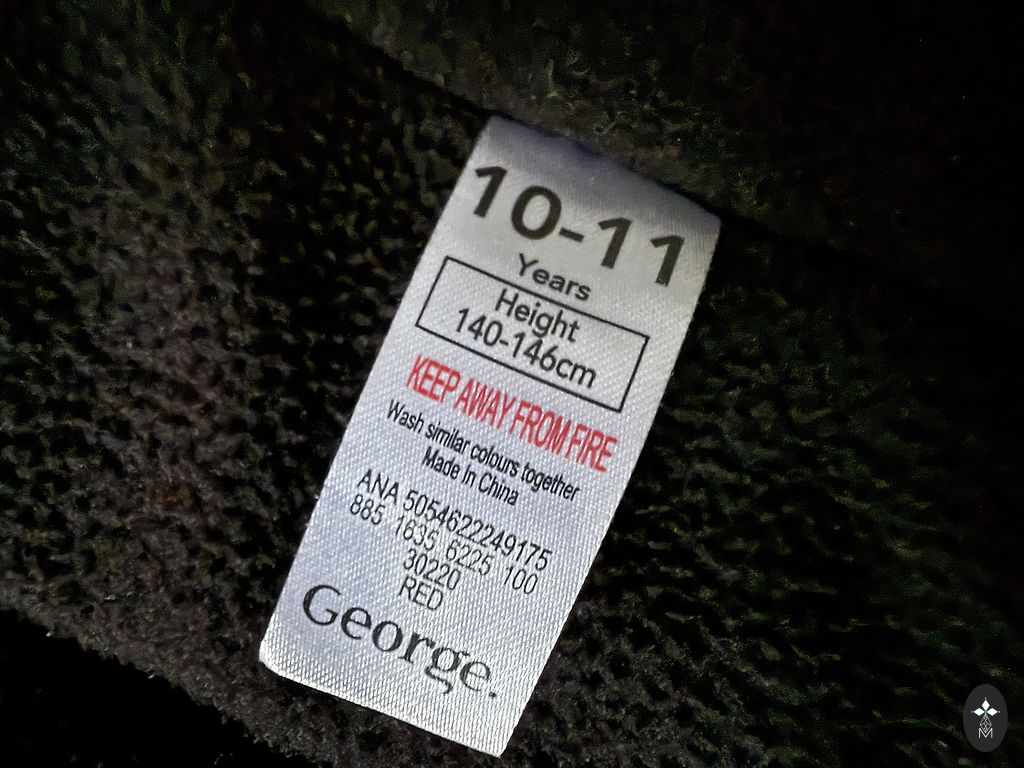 10-11
Years
Height
140-146cm
KEEP AWAY FROM FIRE
Wash similar colours together
Made In China
ANA 5054622249175
885 1635 6225 100
30220
RED
George.
M